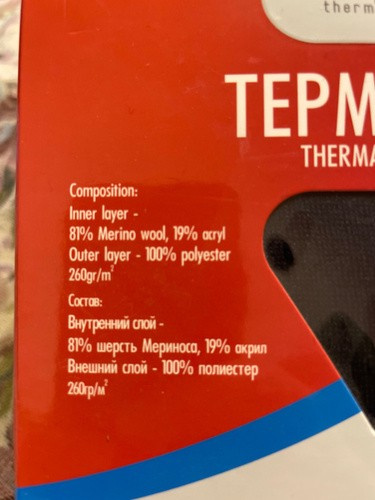 therm
ТЕРМ
THERMA
Composition:
Inner layer -
81% Merino wool, 19% acryl
Outer layer - 100% polyester
260gr/m²
Состав:
Внутренний слой -
81% шерсть Мериноса, 19% акрил
Внешний слой - 100% полиестер
260гр/м²